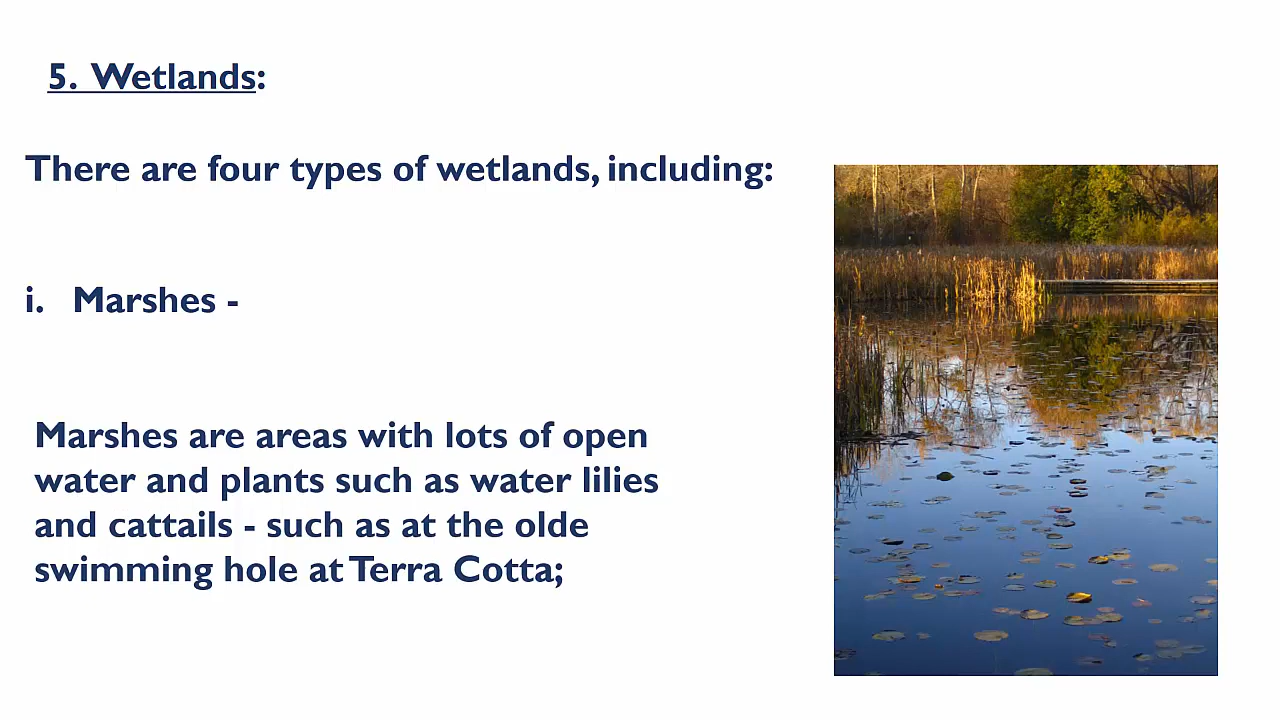 5. Wetlands:
There are four types of wetlands, including:
i. Marshes -
Marshes are areas with lots of open
water and plants such as water lilies
and cattails - such as at the olde
swimming hole at Terra Cotta;